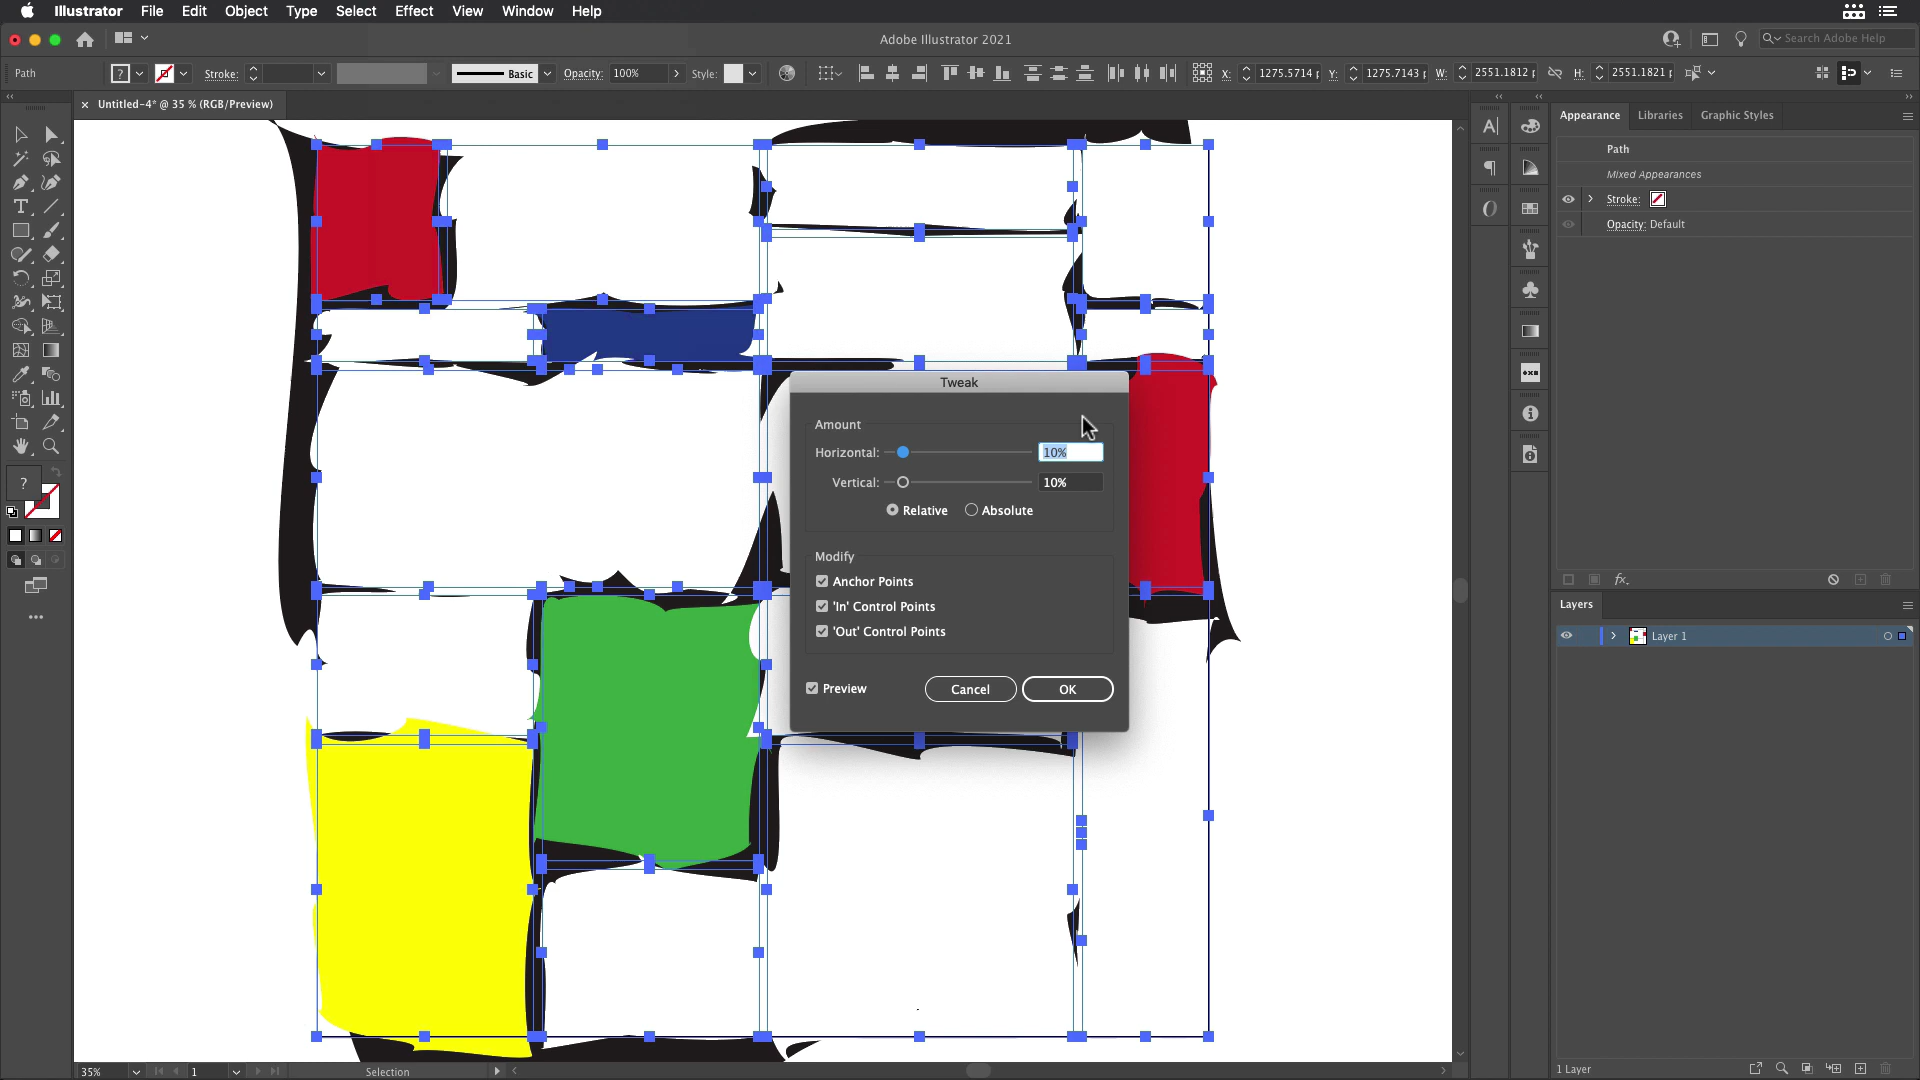 Illustrator File Edit Object Type Select Effect View Window Help
Adobe Illustrator 2021
Search Adobe Help
Path ? Stroke: Basic Opacity: 100% Style: X: 1275.5714 Y: 1275.7143 W: 2551.1812 H: 2551.1821
× Untitled-4* @ 35 % (RGB/Preview)
Appearance Libraries Graphic Styles
Path
Mixed Appearances
Stroke:
Opacity: Default
fx.
Tweak
Amount
Horizontal: 10%
Vertical: 10%
Relative Absolute
Modify
Anchor Points
'In' Control Points
'Out' Control Points
Preview Cancel OK
?
Layers
Layer 1
1 Layer
35% 1 Selection